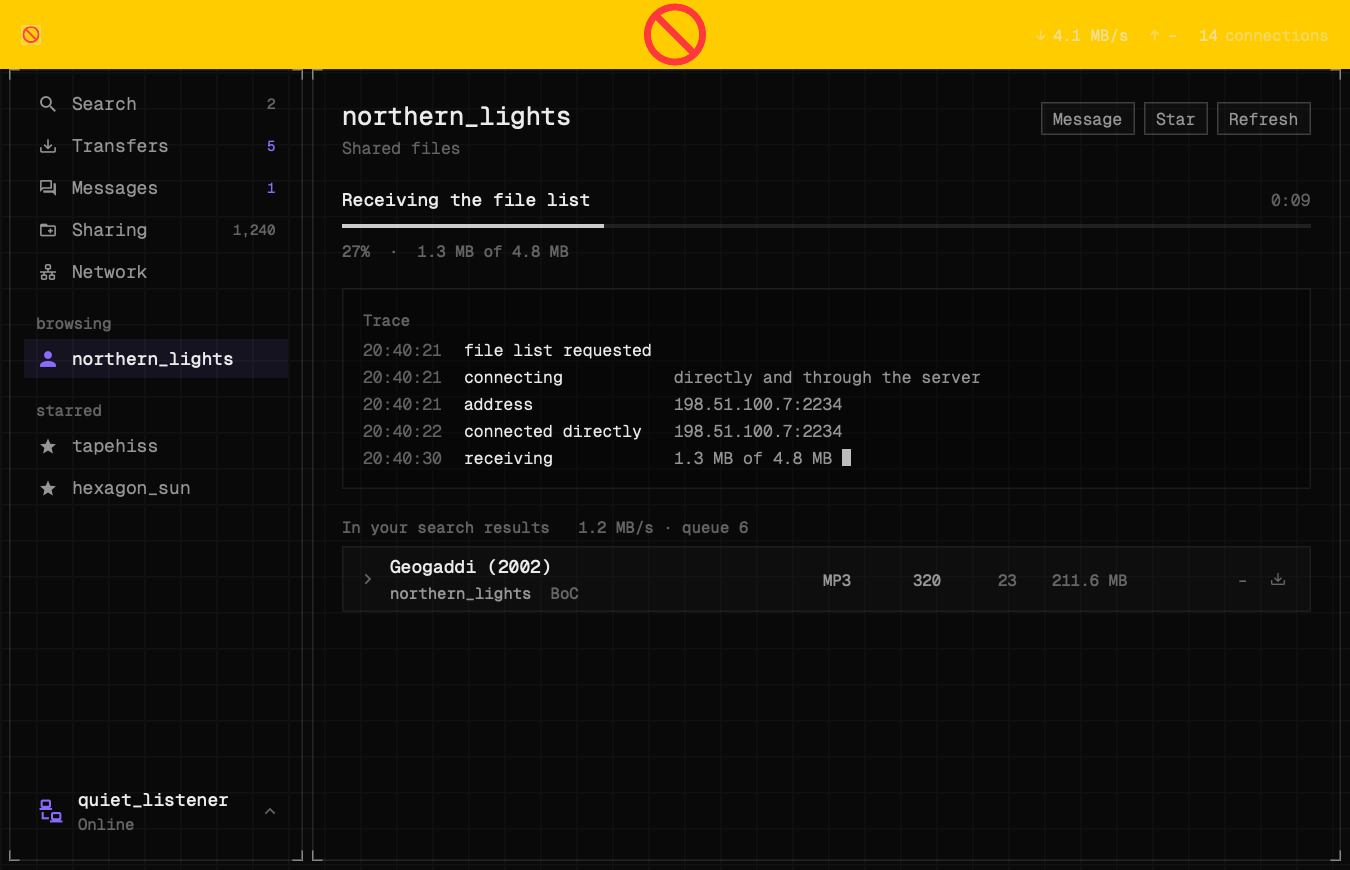 ↓ 4.1 MB/s ↑ – 14 connections
Search 2
Transfers 5
Messages 1
Sharing 1,240
Network
browsing
northern_lights
starred
tapehiss
hexagon_sun
quiet_listener
Online
northern_lights
Shared files
Message Star Refresh
Receiving the file list 0:09
27% · 1.3 MB of 4.8 MB
Trace
20:40:21 file list requested
20:40:21 connecting directly and through the server
20:40:21 address 198.51.100.7:2234
20:40:22 connected directly 198.51.100.7:2234
20:40:30 receiving 1.3 MB of 4.8 MB
In your search results 1.2 MB/s · queue 6
Geogaddi (2002)
northern_lights BoC
MP3 320 23 211.6 MB –